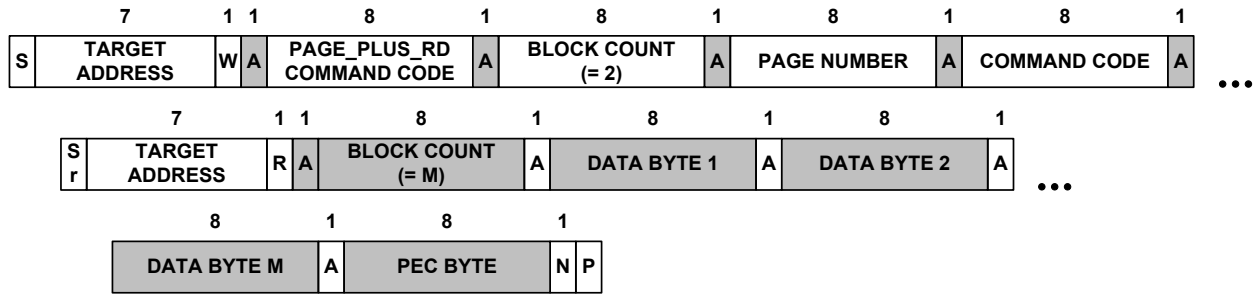 7 1 1 8 1 8 1 8 1 8 1
S TARGET ADDRESS W A PAGE_PLUS_RD COMMAND CODE A BLOCK COUNT (= 2) A PAGE NUMBER A COMMAND CODE A ...
7 1 1 8 1 8 1 8 1
Sr TARGET ADDRESS R A BLOCK COUNT (= M) A DATA BYTE 1 A DATA BYTE 2 A ...
8 1 8 1
DATA BYTE M A PEC BYTE N P